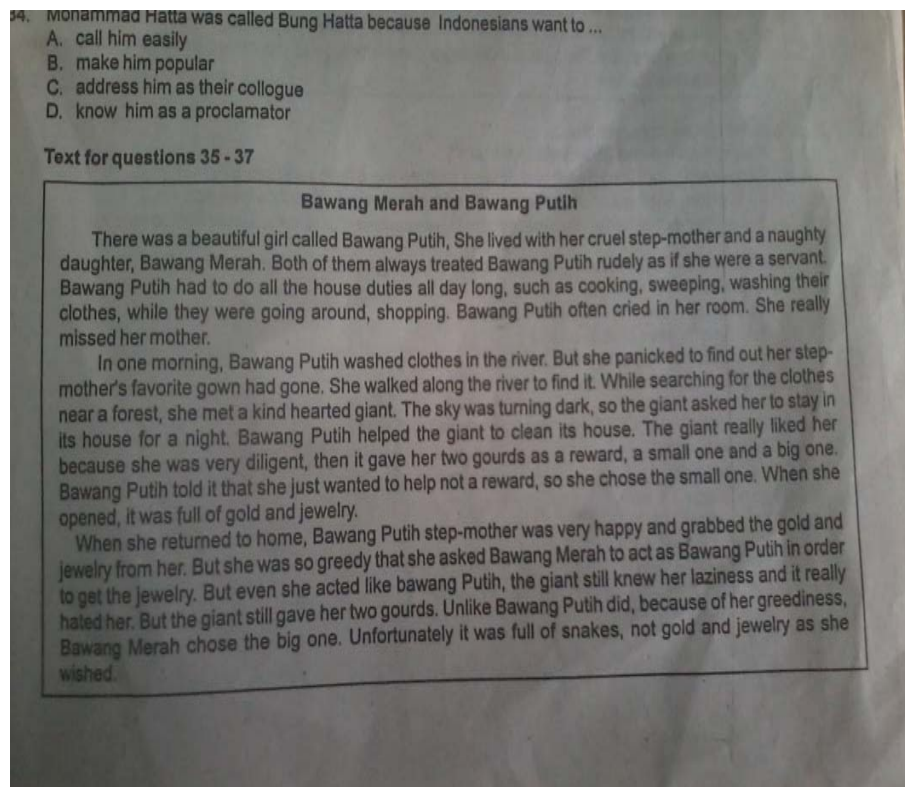 34. Mohammad Hatta was called Bung Hatta because Indonesians want to ...
A. call him easily
B. make him popular
C. address him as their collogue
D. know him as a proclamator
Text for questions 35 - 37
Bawang Merah and Bawang Putih
There was a beautiful girl called Bawang Putih, She lived with her cruel step-mother and a naughty
daughter, Bawang Merah. Both of them always treated Bawang Putih rudely as if she were a servant.
Bawang Putih had to do all the house duties all day long, such as cooking, sweeping, washing their
clothes, while they were going around, shopping. Bawang Putih often cried in her room. She really
missed her mother.
In one morning, Bawang Putih washed clothes in the river. But she panicked to find out her step-
mother's favorite gown had gone. She walked along the river to find it. While searching for the clothes
near a forest, she met a kind hearted giant. The sky was turning dark, so the giant asked her to stay in
its house for a night. Bawang Putih helped the giant to clean its house. The giant really liked her
because she was very diligent, then it gave her two gourds as a reward, a small one and a big one.
Bawang Putih told it that she just wanted to help not a reward, so she chose the small one. When she
opened, it was full of gold and jewelry.
When she returned to home, Bawang Putih step-mother was very happy and grabbed the gold and
jewelry from her. But she was so greedy that she asked Bawang Merah to act as Bawang Putih in order
to get the jewelry. But even she acted like bawang Putih, the giant still knew her laziness and it really
hated her. But the giant still gave her two gourds. Unlike Bawang Putih did, because of her greediness,
Bawang Merah chose the big one. Unfortunately it was full of snakes, not gold and jewelry as she
wished.